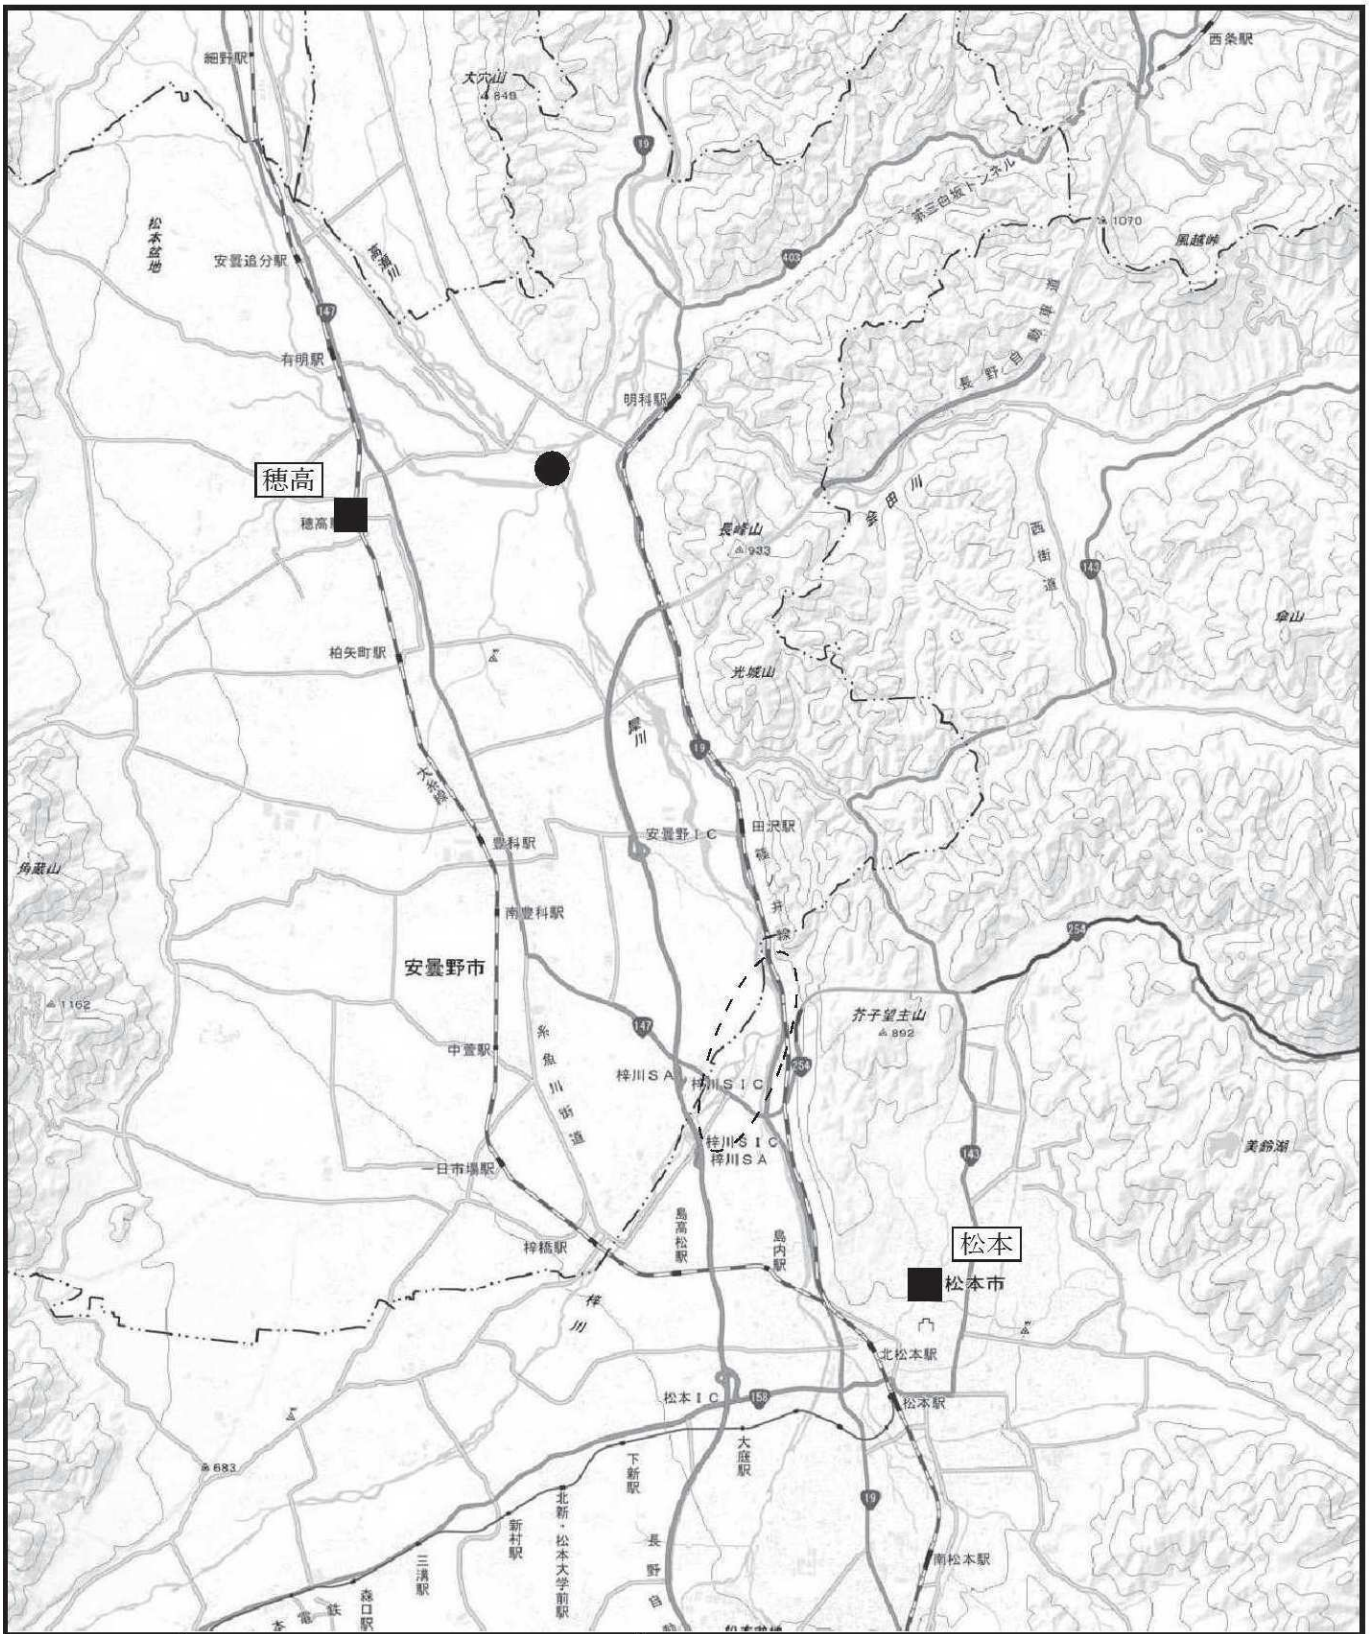 細野駅
大穴山
849
西条駅
19
松本盆地
高瀬川
安曇追分駅
第三白坂トンネル
1070
風越峠
403
147
有明駅
長野自動車道
明科駅
穂高
会田川
長峰山
933
西街道
143
傘山
柏矢町駅
光城山
犀川
19
大糸線
安曇野IC
田沢駅
豊科駅
角蔵山
篠ノ井線
南豊科駅
254
安曇野市
1162
芥子望主山
892
147
糸魚川街道
中萱駅
梓川SA
梓川SIC
254
梓川SIC
梓川SA
143
美鈴湖
一日市場駅
島高松駅
島内駅
松本
梓橋駅
松本市
梓川
北松本駅
松本IC
158
松本駅
大庭駅
下新駅
683
北新・松本大学前駅
新村駅
19
三溝駅
長野自
南松本駅
森口駅
本電鉄